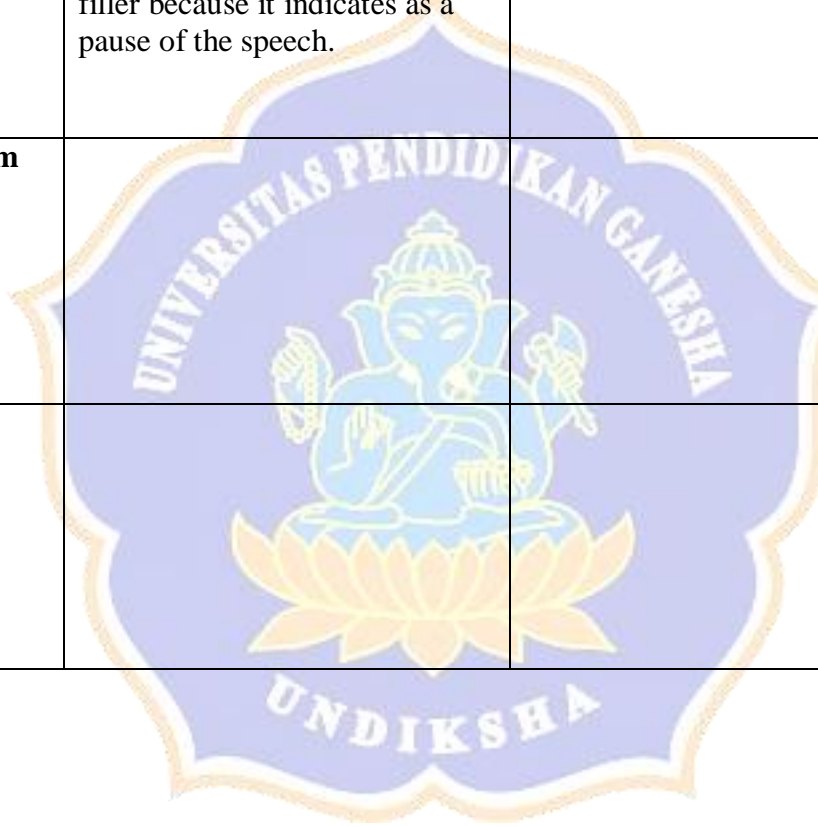 filler because it indicates as a
pause of the speech.
m
UNIVERSITAS PENDIDIKAN GANESHA
UNDIKSHA